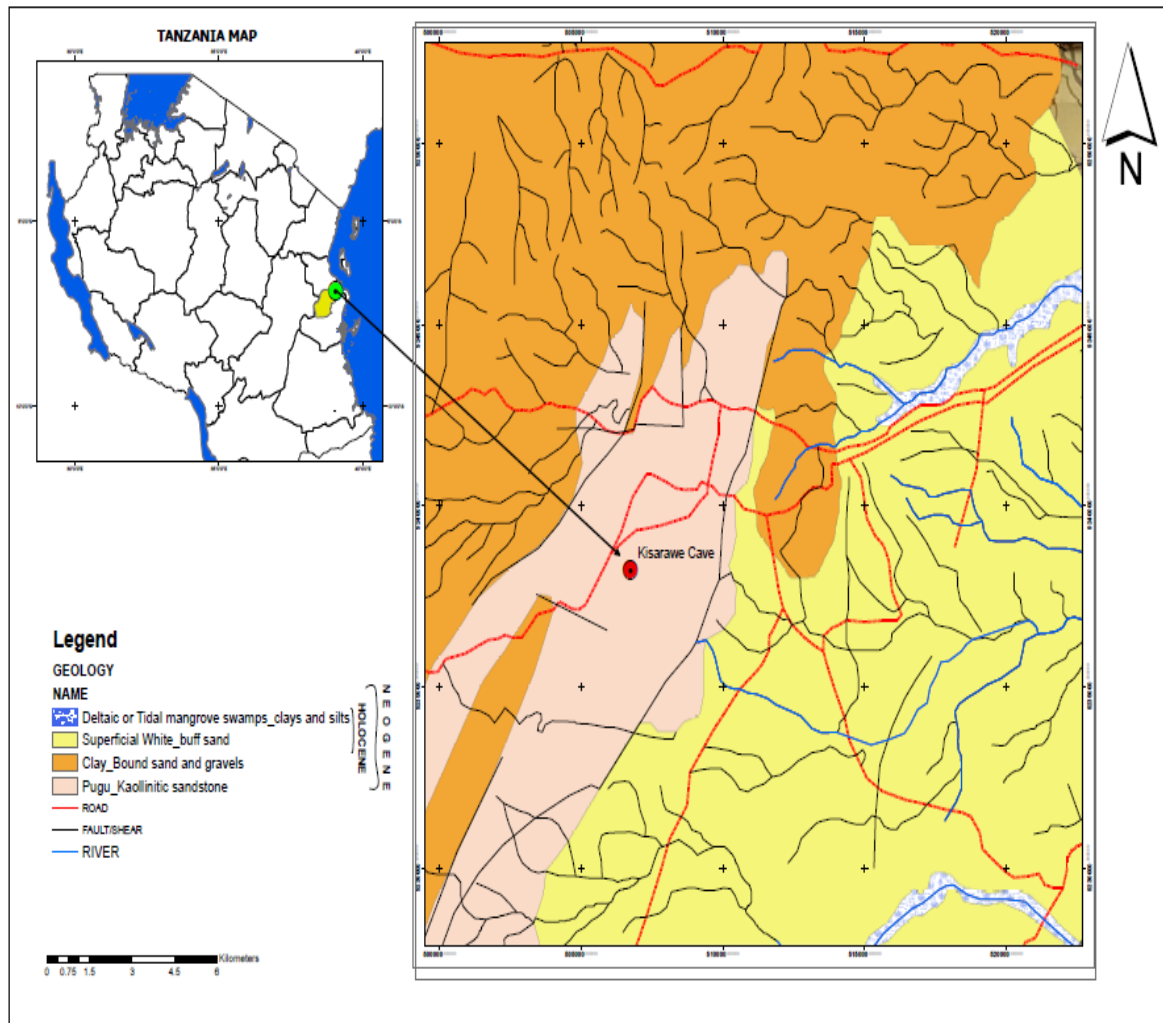 TANZANIA MAP
N
Kisarawe Cave
Legend
GEOLOGY
NAME
Deltaic or Tidal mangrove swamps_clays and silts
Superficial White_buff sand
Clay_Bound sand and gravels
Pugu_Kaollinitic sandstone
HOLOCENE
NEOGENE
ROAD
FAULT/SHEAR
RIVER
Kilometers
0 0.75 1.5 3 4.5 6